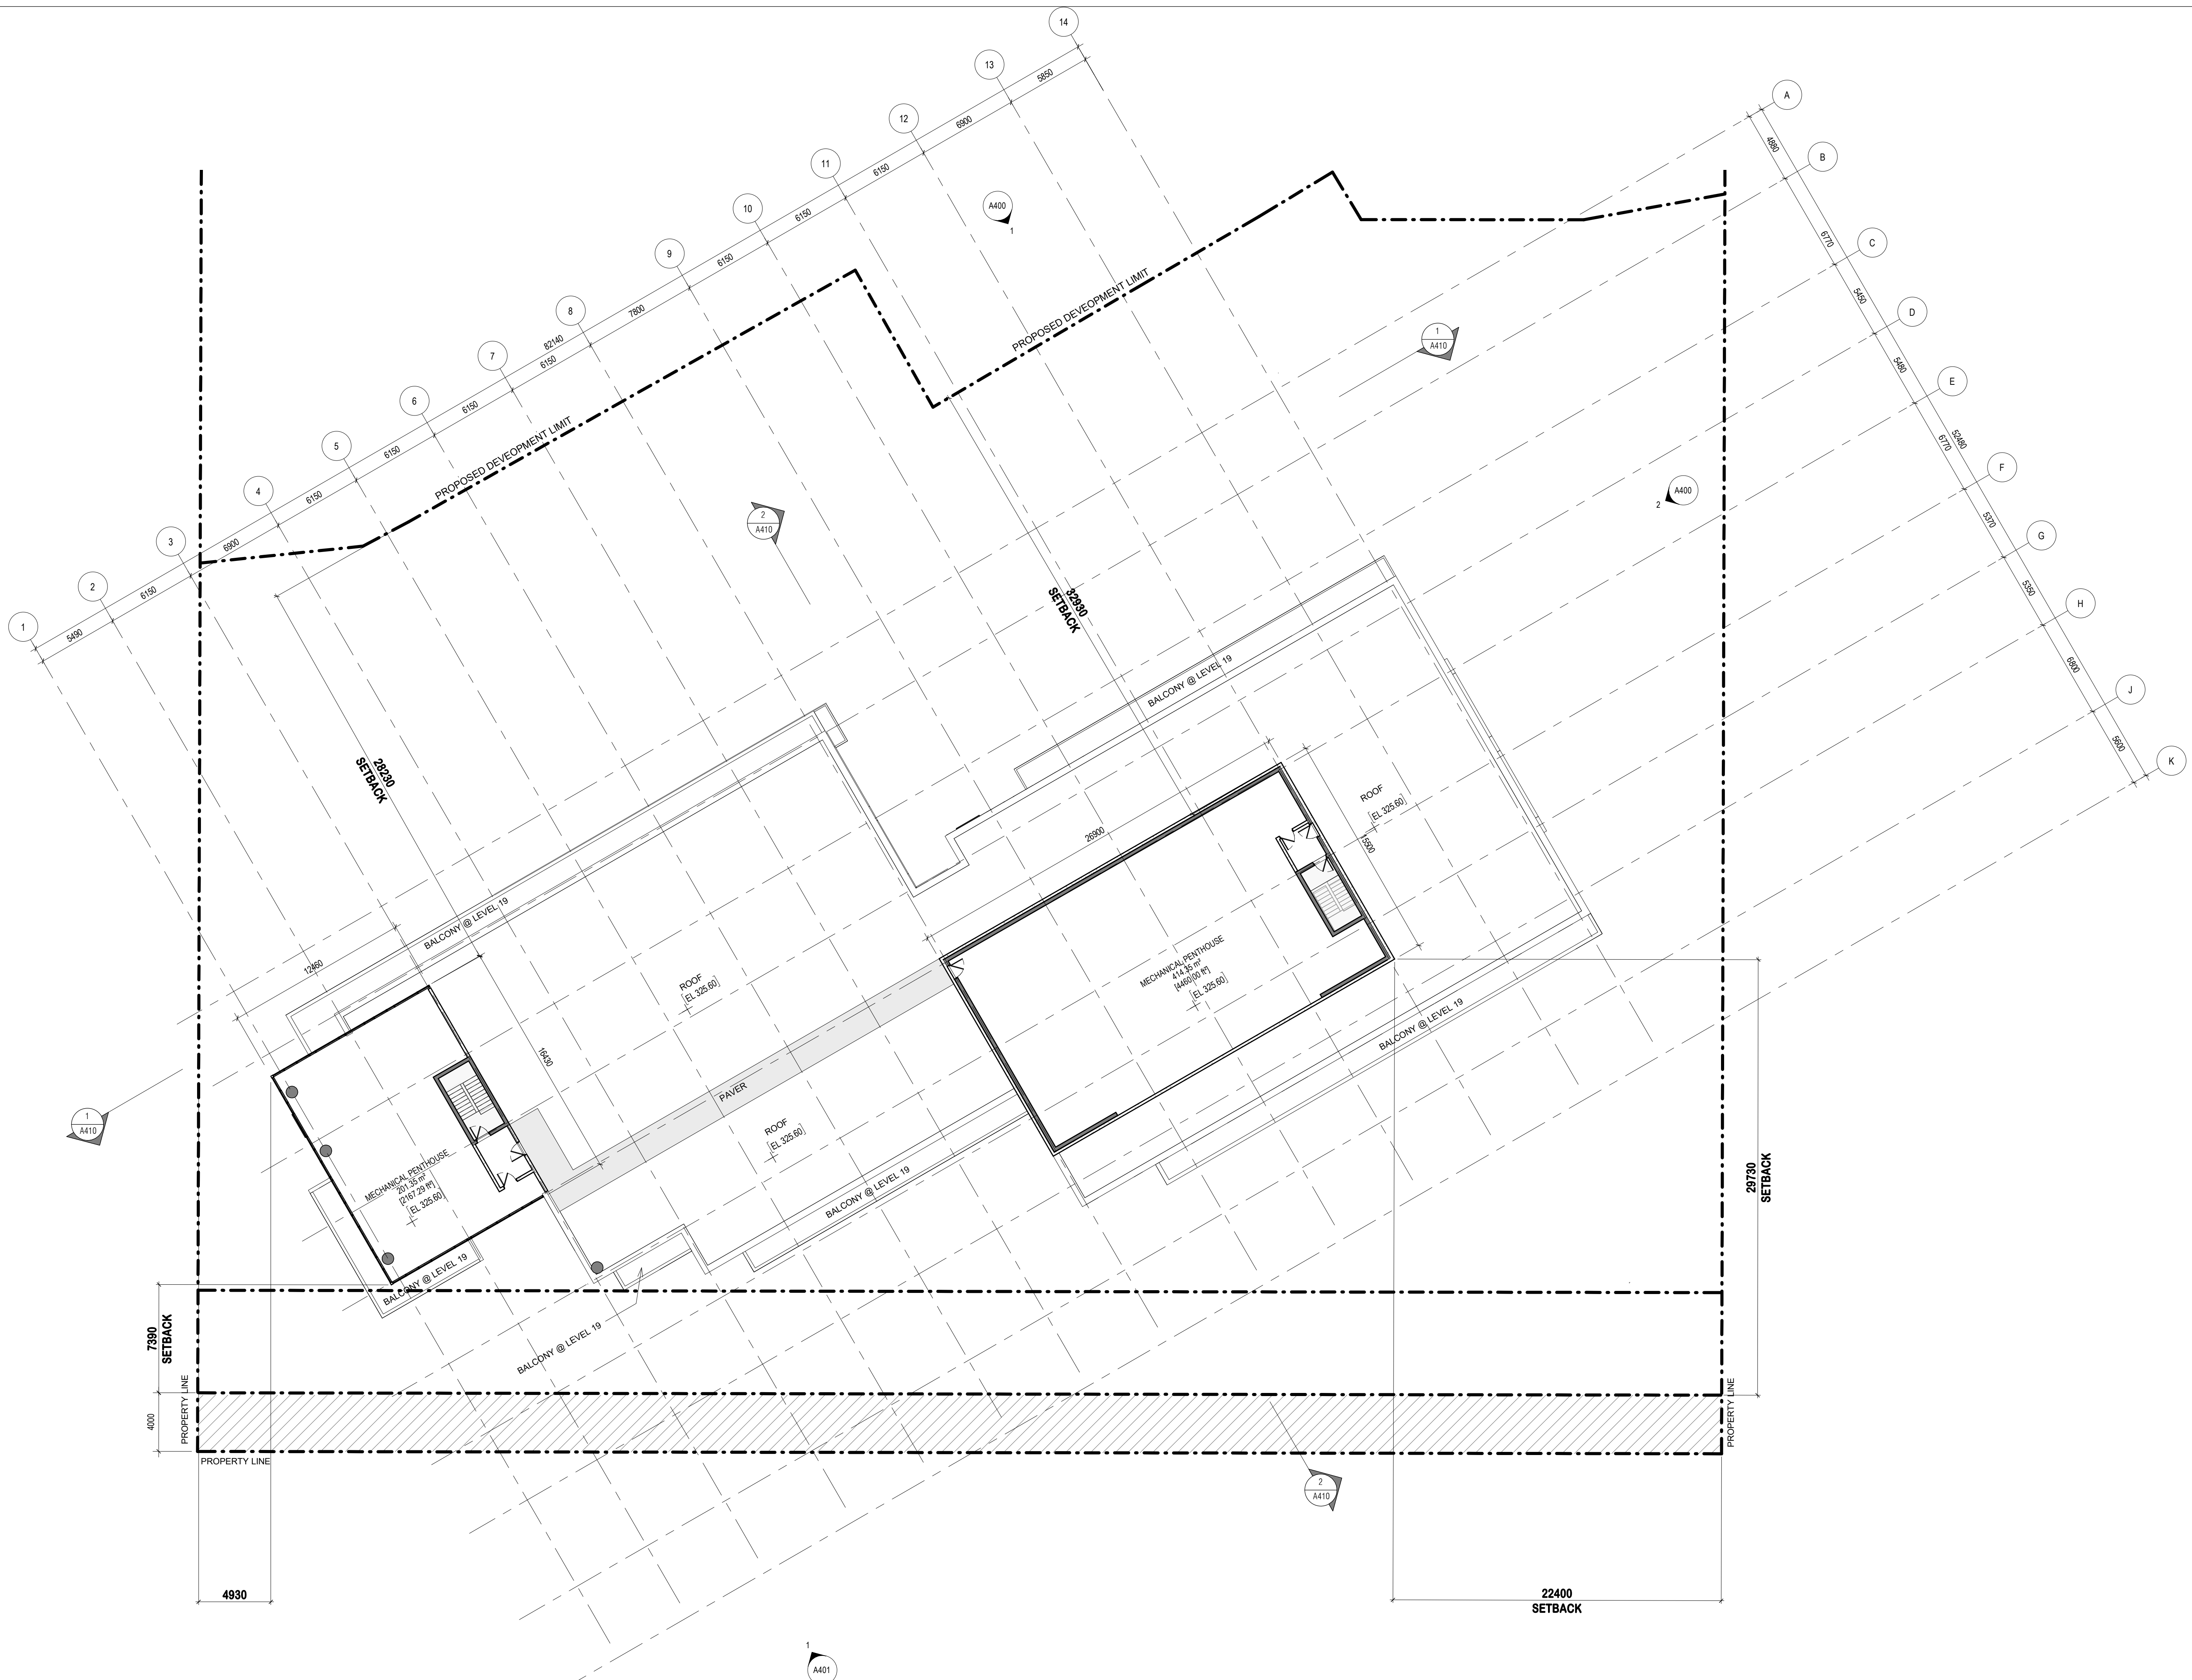 14
5850
13
6900
12
6150
11
6150
10
6150
9
7800
8
82140
6150
7
6150
6
6150
5
6150
4
6900
3
6150
2
5490
1
A
4880
B
6770
C
5450
D
5480
E
52480
6770
F
5370
G
5350
H
6800
J
5600
K
A400
1
PROPOSED DEVEOPMENT LIMIT
PROPOSED DEVEOPMENT LIMIT
1
A410
2
A410
A400
2
32930
SETBACK
28230
SETBACK
BALCONY @ LEVEL 19
BALCONY @ LEVEL 19
ROOF
[EL 325.60]
26900
15500
12460
16430
ROOF
[EL 325.60]
MECHANICAL PENTHOUSE
414.35 m²
[4460.00 ft²]
[EL 325.60]
PAVER
ROOF
[EL 325.60]
BALCONY @ LEVEL 19
BALCONY @ LEVEL 19
1
A410
MECHANICAL PENTHOUSE
201.35 m²
[2167.29 ft²]
[EL 325.60]
BALCONY @ LEVEL 19
BALCONY @ LEVEL 19
29730
SETBACK
7390
SETBACK
4000
PROPERTY LINE
PROPERTY LINE
PROPERTY LINE
2
A410
4930
22400
SETBACK
1
A401